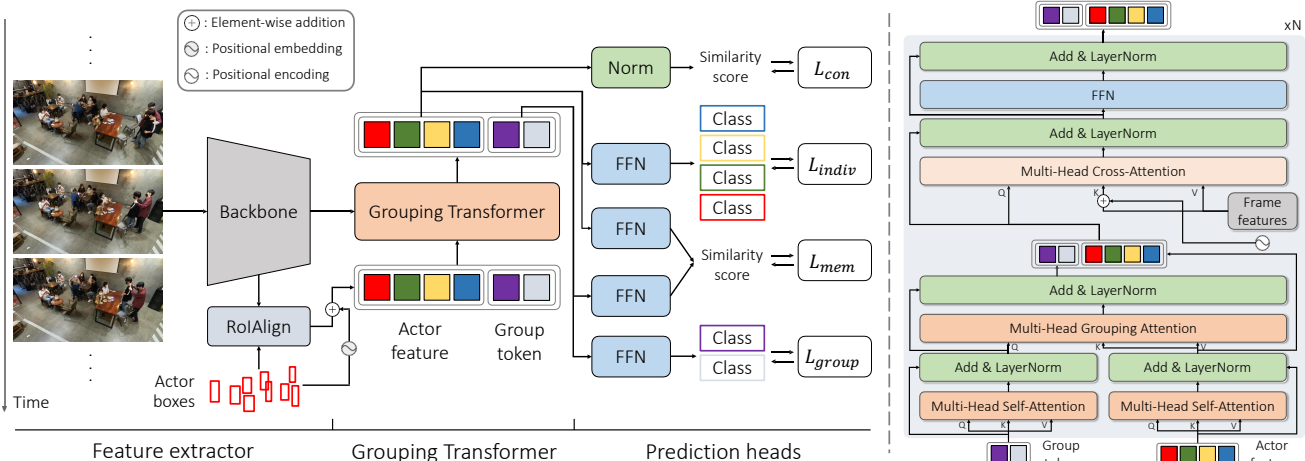 : Element-wise addition
: Positional embedding
: Positional encoding
Time
Backbone
RoIAlign
Actor
boxes
Grouping Transformer
Actor
feature
Group
token
Norm
Similarity
score
L_con
FFN
Class
Class
Class
Class
L_indiv
FFN
FFN
Similarity
score
L_mem
FFN
Class
Class
L_group
Feature extractor
Grouping Transformer
Prediction heads
xN
Add & LayerNorm
FFN
Add & LayerNorm
Multi-Head Cross-Attention
Q
K
V
Frame
features
Add & LayerNorm
Multi-Head Grouping Attention
Q
K
V
Add & LayerNorm
Add & LayerNorm
Multi-Head Self-Attention
Multi-Head Self-Attention
Q
K
V
Q
K
V
Group
Actor